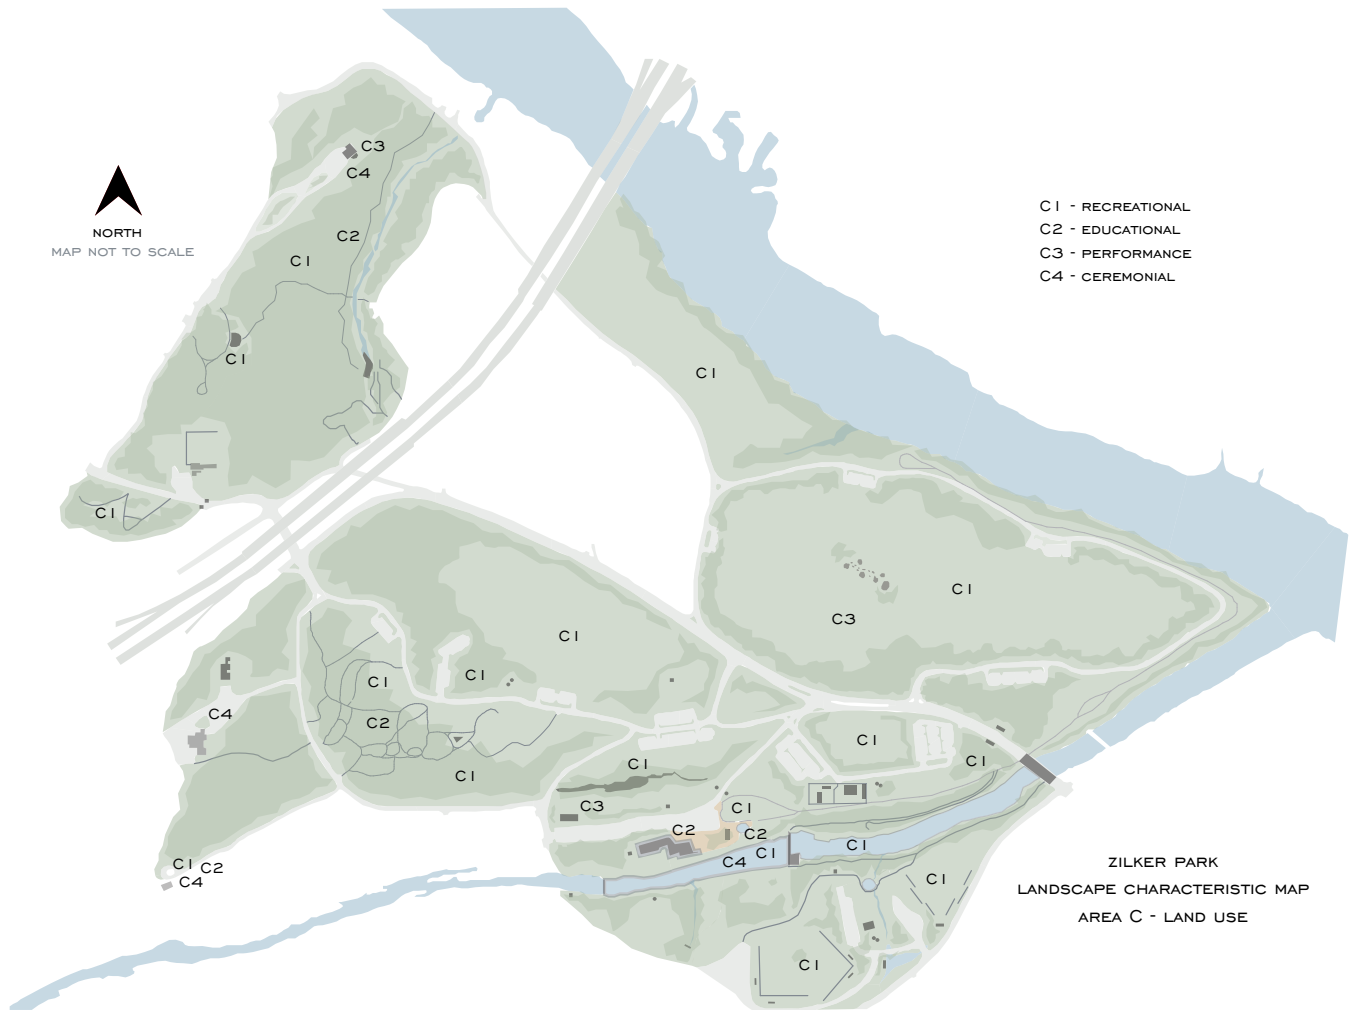 C3
C4
C2
C1
NORTH
MAP NOT TO SCALE
C1 - RECREATIONAL
C2 - EDUCATIONAL
C3 - PERFORMANCE
C4 - CEREMONIAL
C1
C1
C1
C1
C3
C1
C1
C1
C1
C4
C2
C1
C1
C1
C1
C3
C1
C2
C2
C1
C4
C1
C1
C2
C4
C1
C1
ZILKER PARK
LANDSCAPE CHARACTERISTIC MAP
AREA C - LAND USE